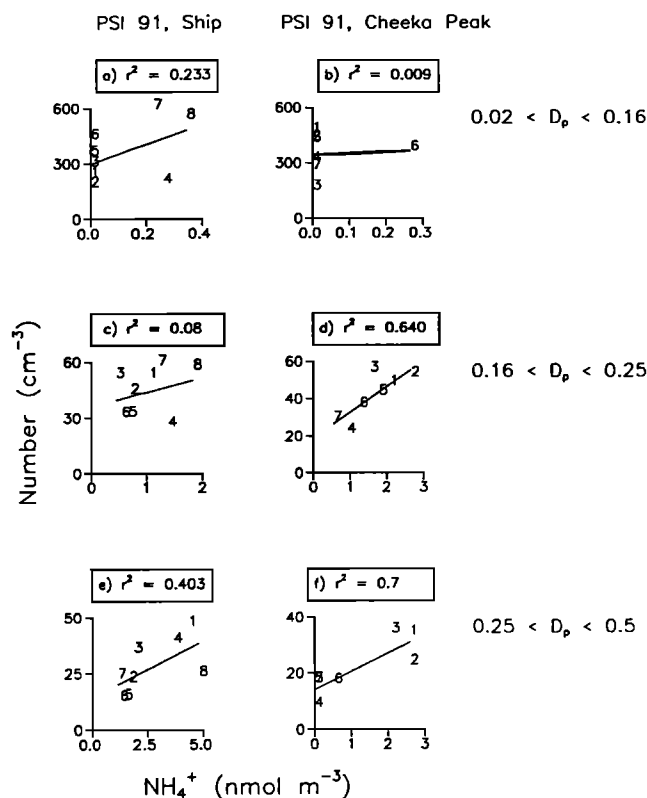 PSI 91, Ship PSI 91, Cheeka Peak
a) r² = 0.233 b) r² = 0.009
0.02 < Dₚ < 0.16
600 300 0
0.0 0.2 0.4
1 2 3 4 5 6 7 8
600 300 0
0.0 0.1 0.2 0.3
6 7 3
c) r² = 0.08 d) r² = 0.640
0.16 < Dₚ < 0.25
60 30 0
0 1 2
3 1 7 8 2 6 5 4
60 40 20 0
0 1 2 3
3 1 2 5 6 7 4
e) r² = 0.403 f) r² = 0.7
0.25 < Dₚ < 0.5
50 25 0
0.0 2.5 5.0
1 4 3 7 2 8 6 5
40 20 0
0 1 2 3
3 1 2 6 4
Number (cm⁻³)
NH₄⁺ (nmol m⁻³)